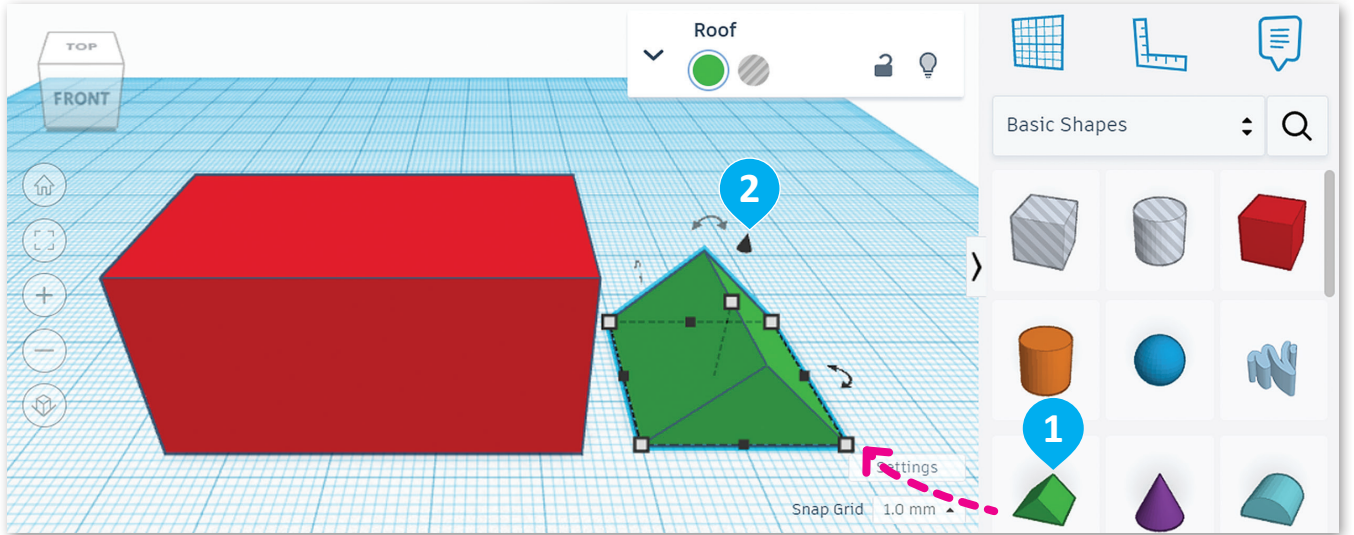 TOP
FRONT
Roof
Basic Shapes
2
1
Settings
Snap Grid 1.0 mm